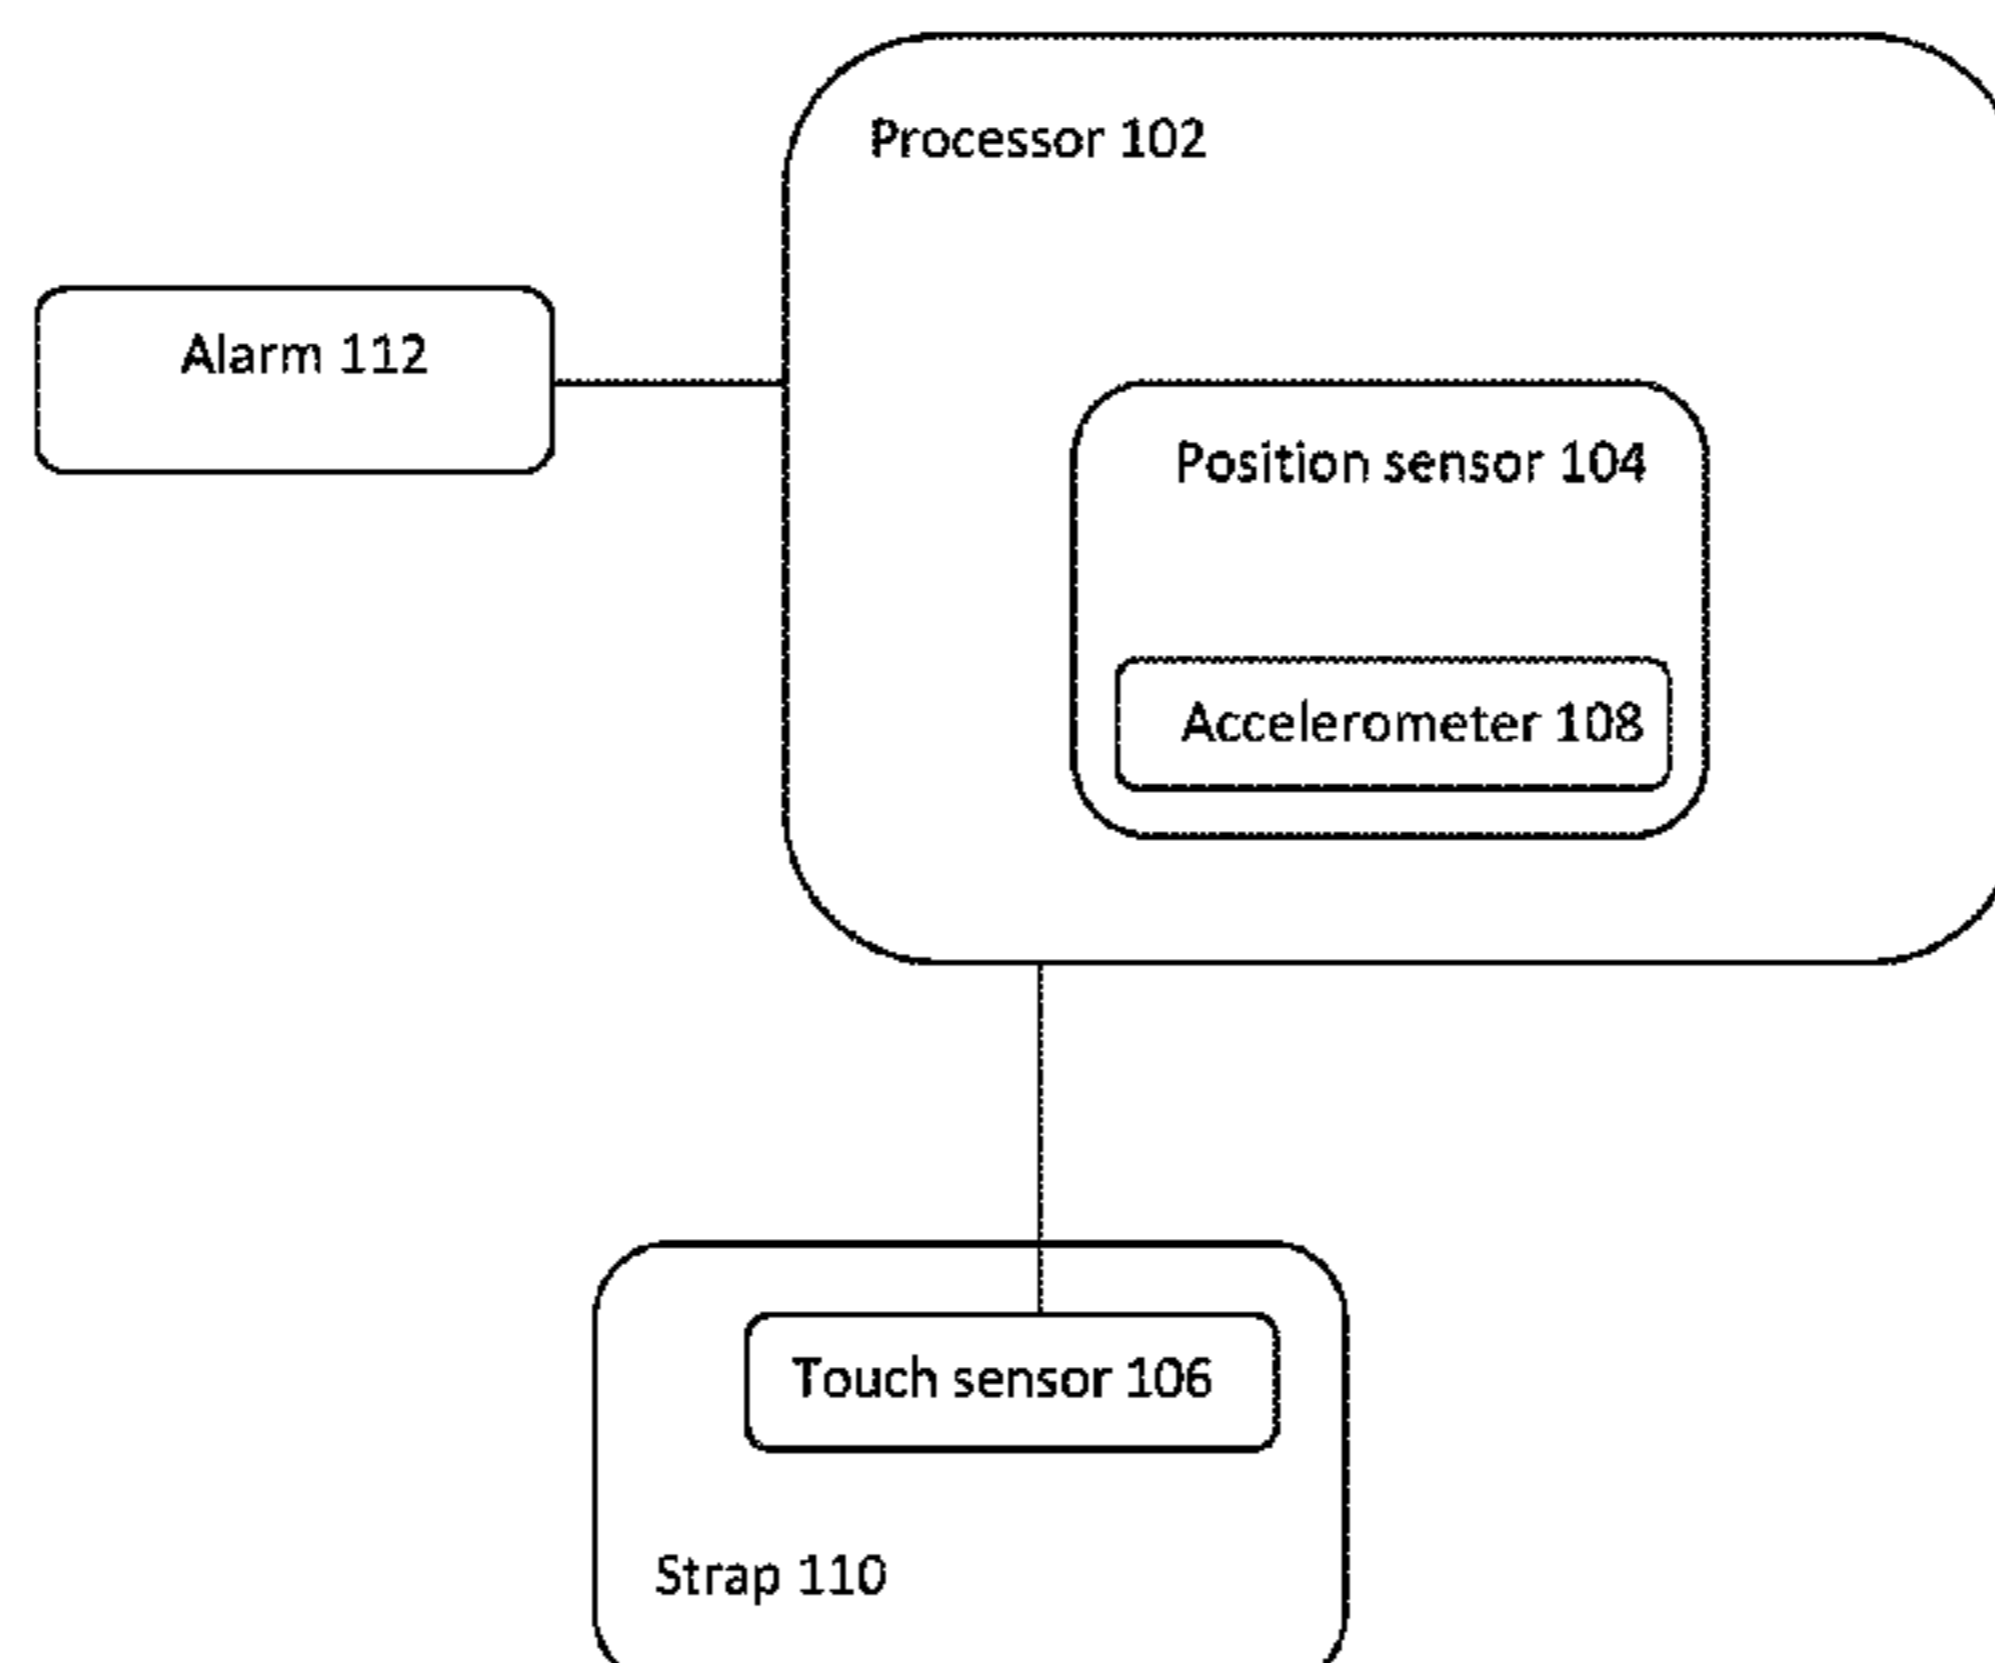 Processor 102
Alarm 112
Position sensor 104
Accelerometer 108
Touch sensor 106
Strap 110